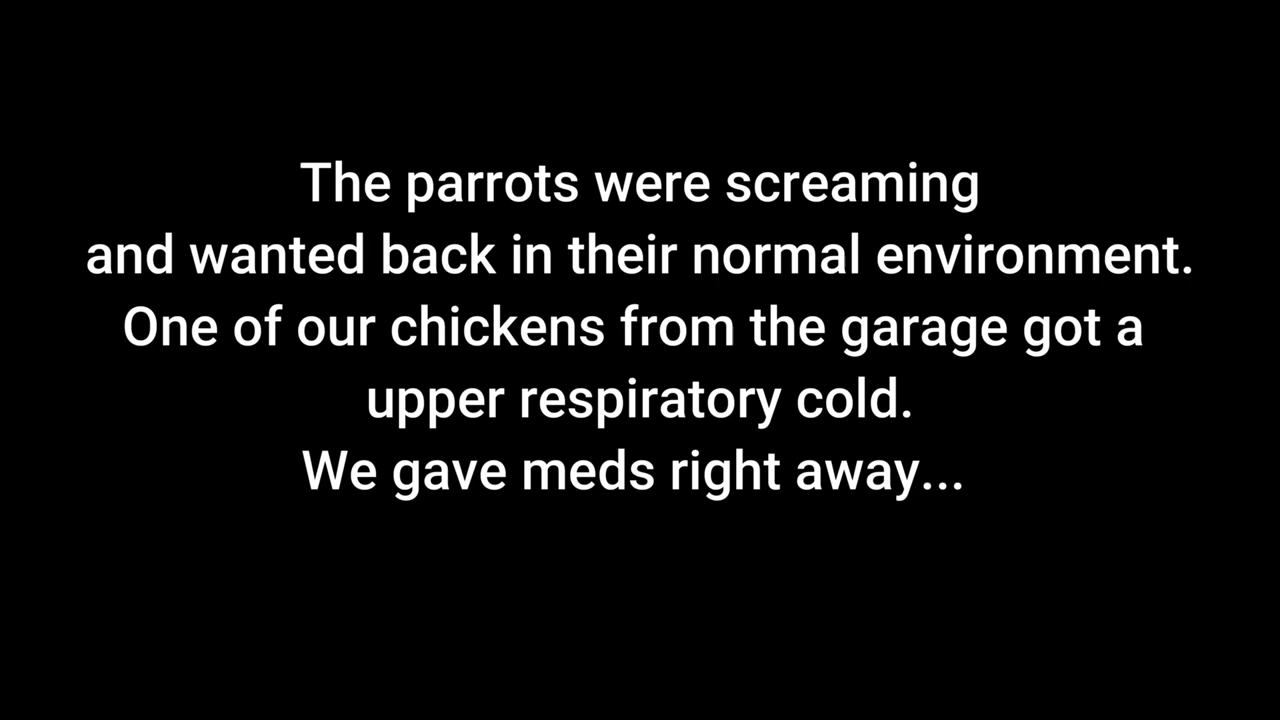 The parrots were screaming
and wanted back in their normal environment.
One of our chickens from the garage got a
upper respiratory cold.
We gave meds right away...